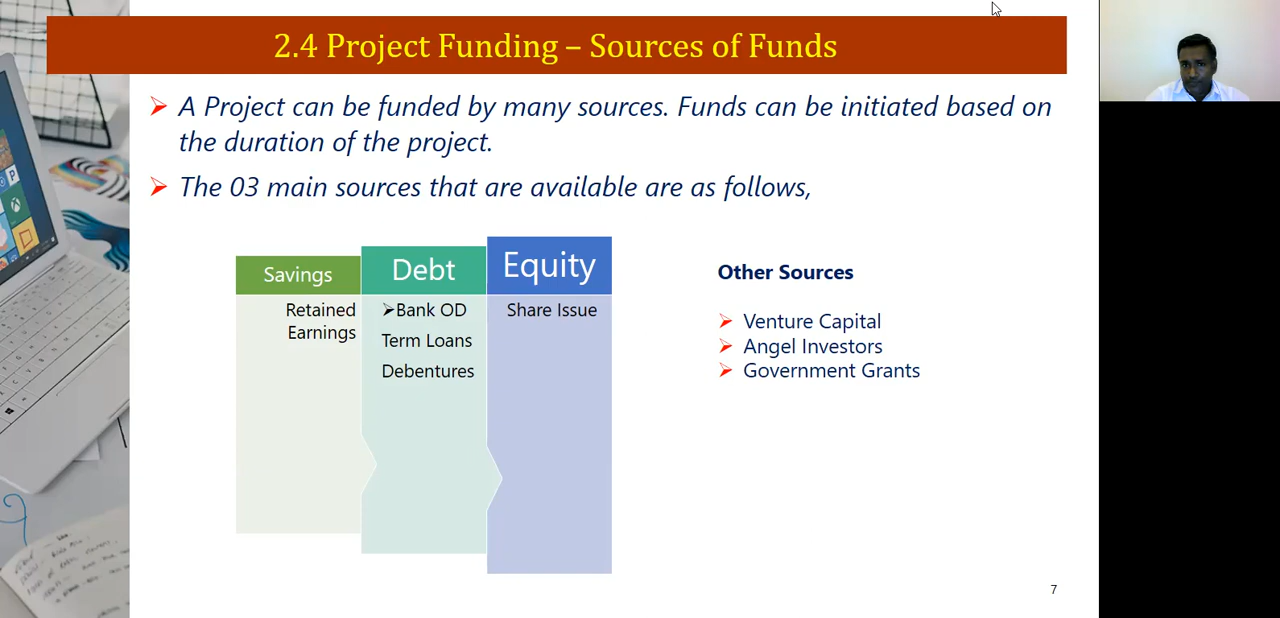 2.4 Project Funding – Sources of Funds
A Project can be funded by many sources. Funds can be initiated based on
the duration of the project.
The 03 main sources that are available are as follows,
Savings
Retained
Earnings
Debt
Bank OD
Term Loans
Debentures
Equity
Share Issue
Other Sources
Venture Capital
Angel Investors
Government Grants
7